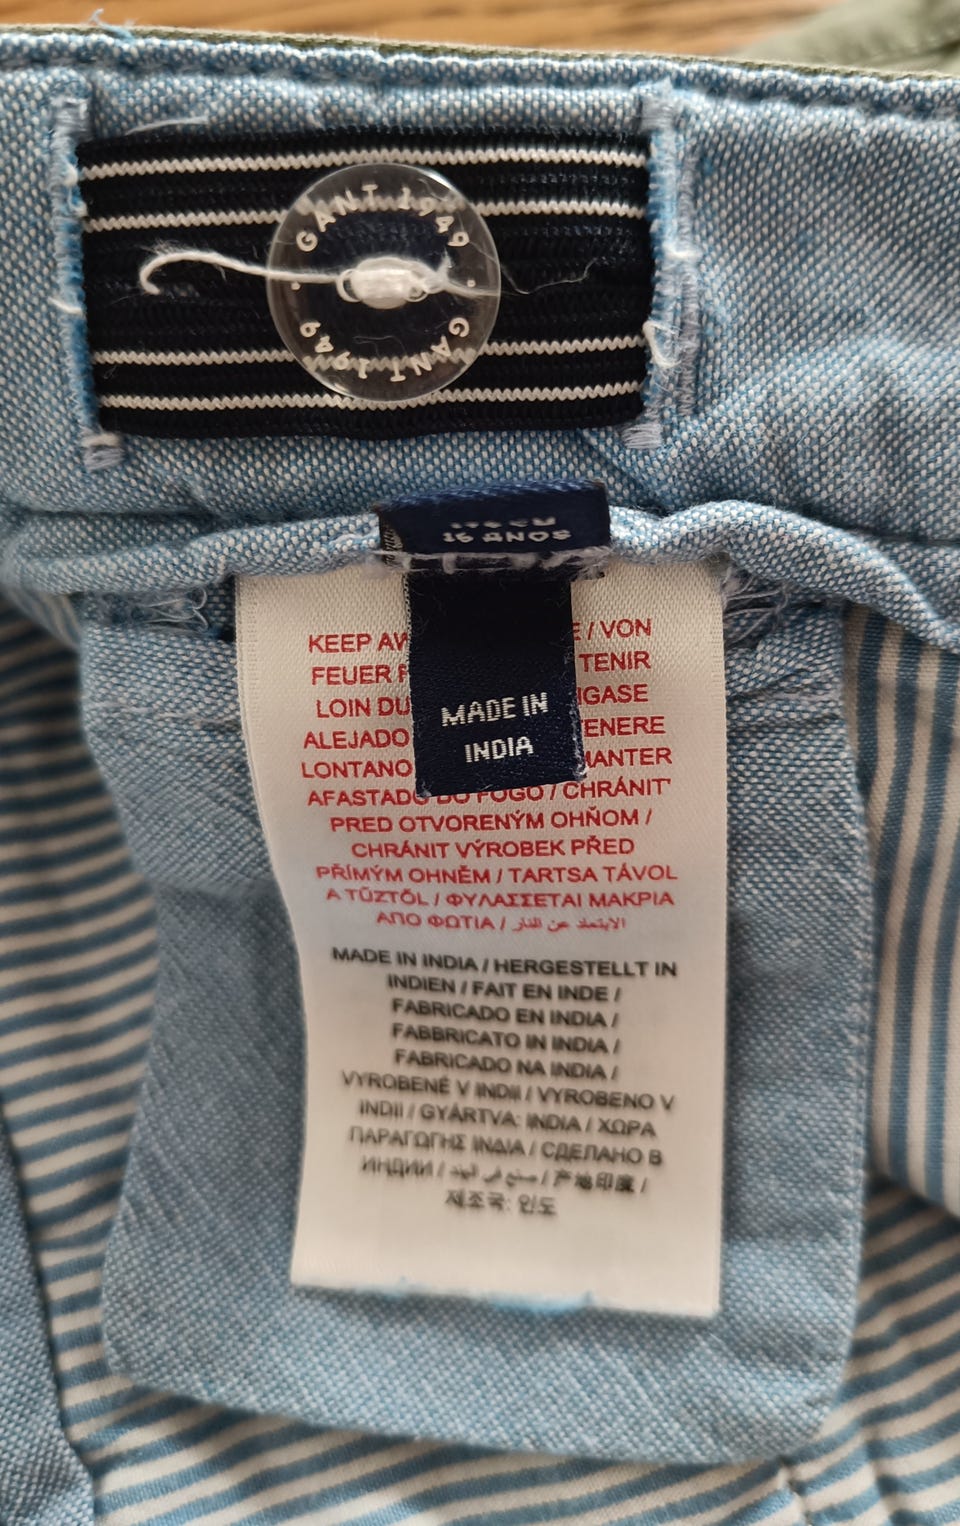 GANT 1949 · GANT 1949 ·
16 ANOS
MADE IN
INDIA
KEEP / VON
FEUER TENIR
LOIN DU
ALEJADO
LONTANO MANTER
AFASTADO DO FOGO / CHRÁNIT'
PRED OTVORENÝM OHŇOM /
CHRÁNIT VÝROBEK PŘED
PŘÍMÝM OHNĚM / TARTSA TÁVOL
A TŰZTŐL / ΦΥΛΑΣΣΕΤΑΙ ΜΑΚΡΙΑ
ΑΠΟ ΦΩΤΙΑ / الابتعاد عن النار
MADE IN INDIA / HERGESTELLT IN
INDIEN / FAIT EN INDE /
FABRICADO EN INDIA /
FABBRICATO IN INDIA /
FABRICADO NA INDIA /
VYROBENÉ V INDII / VYROBENO V
INDII / GYÁRTVA: INDIA / ΧΩΡΑ
ΠΑΡΑΓΩΓΗΣ ΙΝΔΙΑ / СДЕЛАНО В
ИНДИИ / صنع في الهند / 产地印度 /
제조국: 인도